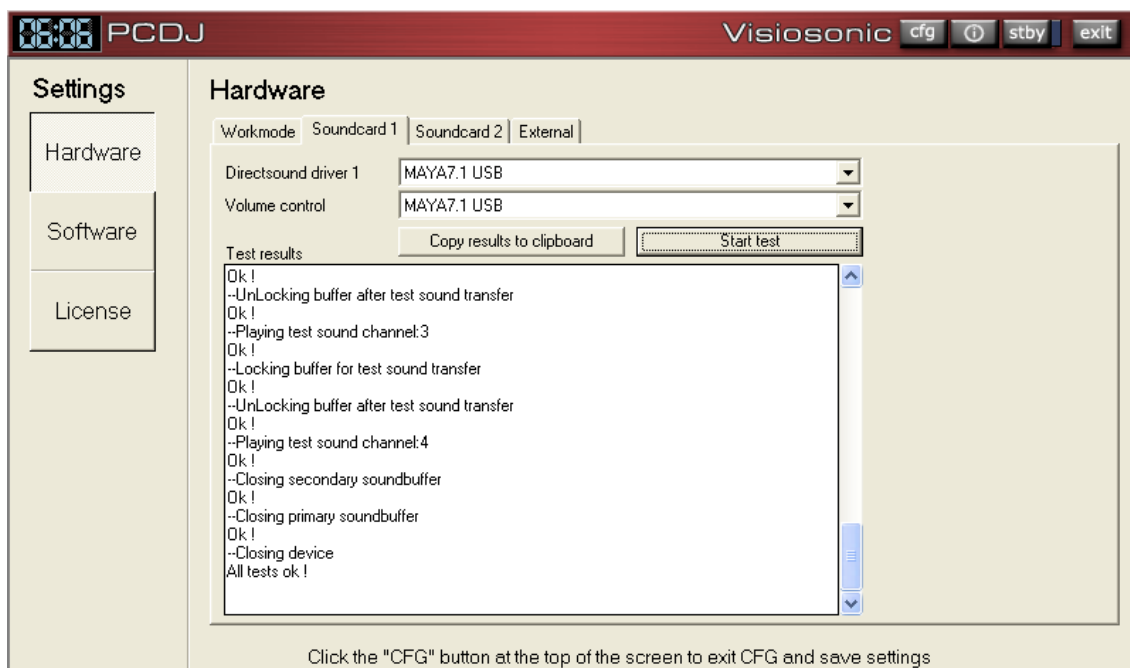 06:06 PCDJ
Visiosonic cfg stby exit
Settings
Hardware
Software
License
Hardware
Workmode Soundcard 1 Soundcard 2 External
Directsound driver 1 MAYA7.1 USB
Volume control MAYA7.1 USB
Copy results to clipboard Start test
Test results
Ok !
--UnLocking buffer after test sound transfer
Ok !
--Playing test sound channel:3
Ok !
--Locking buffer for test sound transfer
Ok !
--UnLocking buffer after test sound transfer
Ok !
--Playing test sound channel:4
Ok !
--Closing secondary soundbuffer
Ok !
--Closing primary soundbuffer
Ok !
--Closing device
All tests ok !
Click the "CFG" button at the top of the screen to exit CFG and save settings